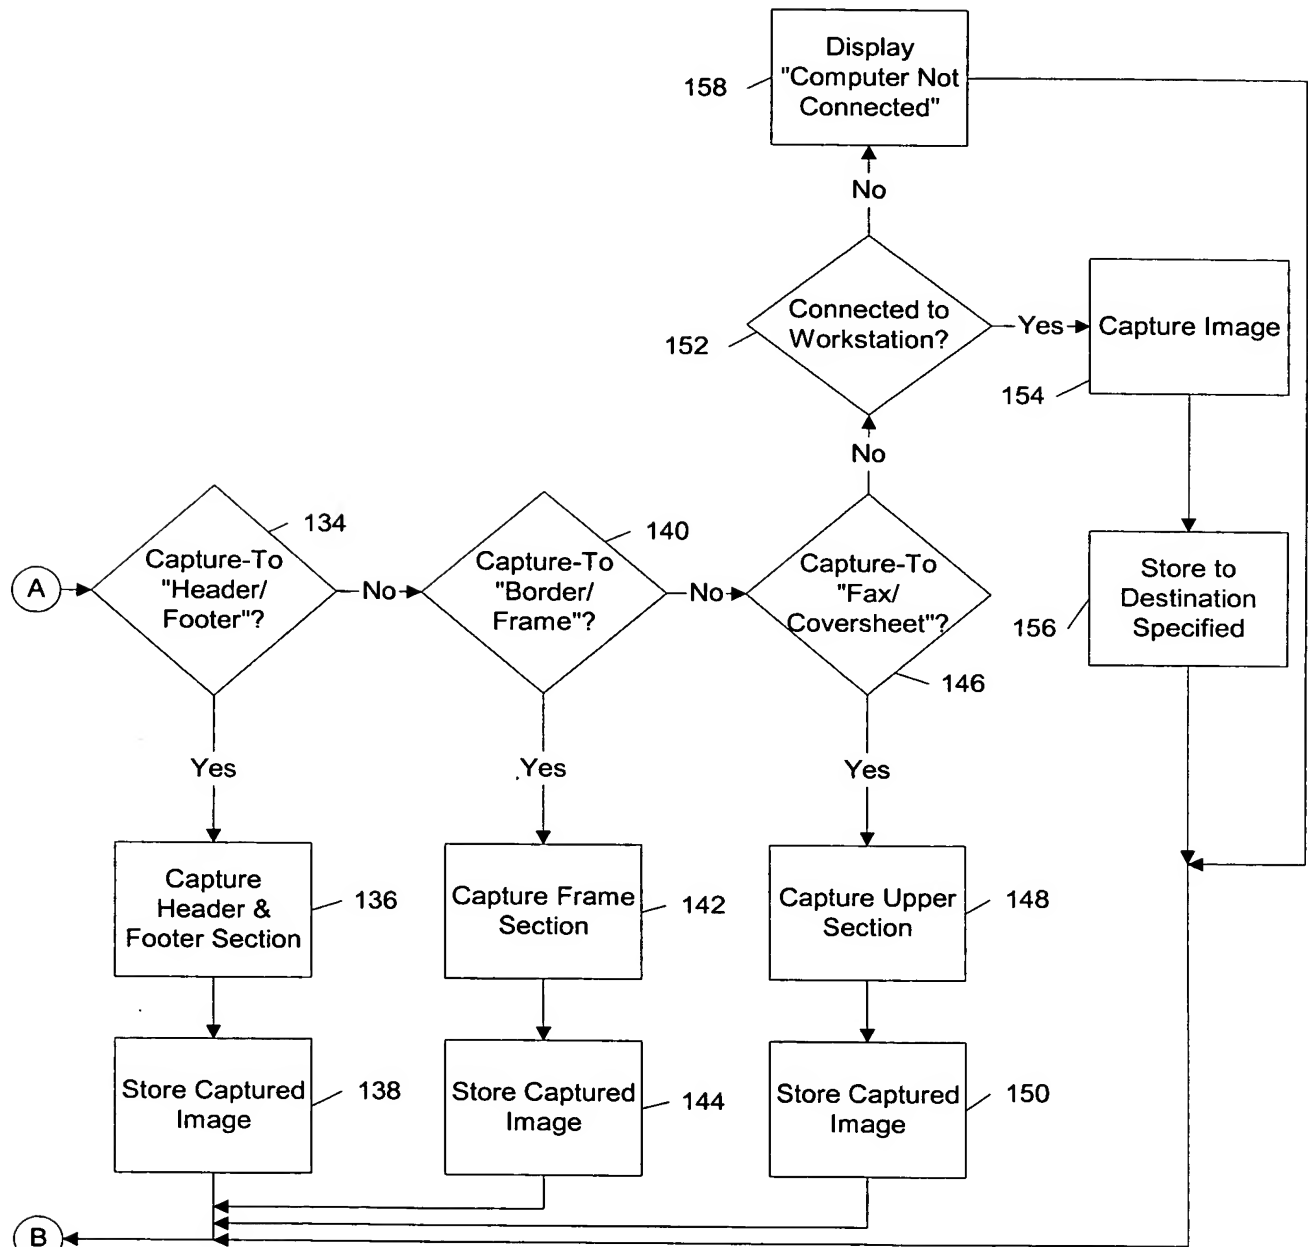 Display
"Computer Not
Connected"
158
No
Connected to
Workstation?
152
Yes
Capture Image
154
No
A
Capture-To
"Header/
Footer"?
134
No
Capture-To
"Border/
Frame"?
140
No
Capture-To
"Fax/
Coversheet"?
146
Store to
Destination
Specified
156
Yes
Yes
Yes
Capture
Header &
Footer Section
136
Capture Frame
Section
142
Capture Upper
Section
148
Store Captured
Image
138
Store Captured
Image
144
Store Captured
Image
150
B